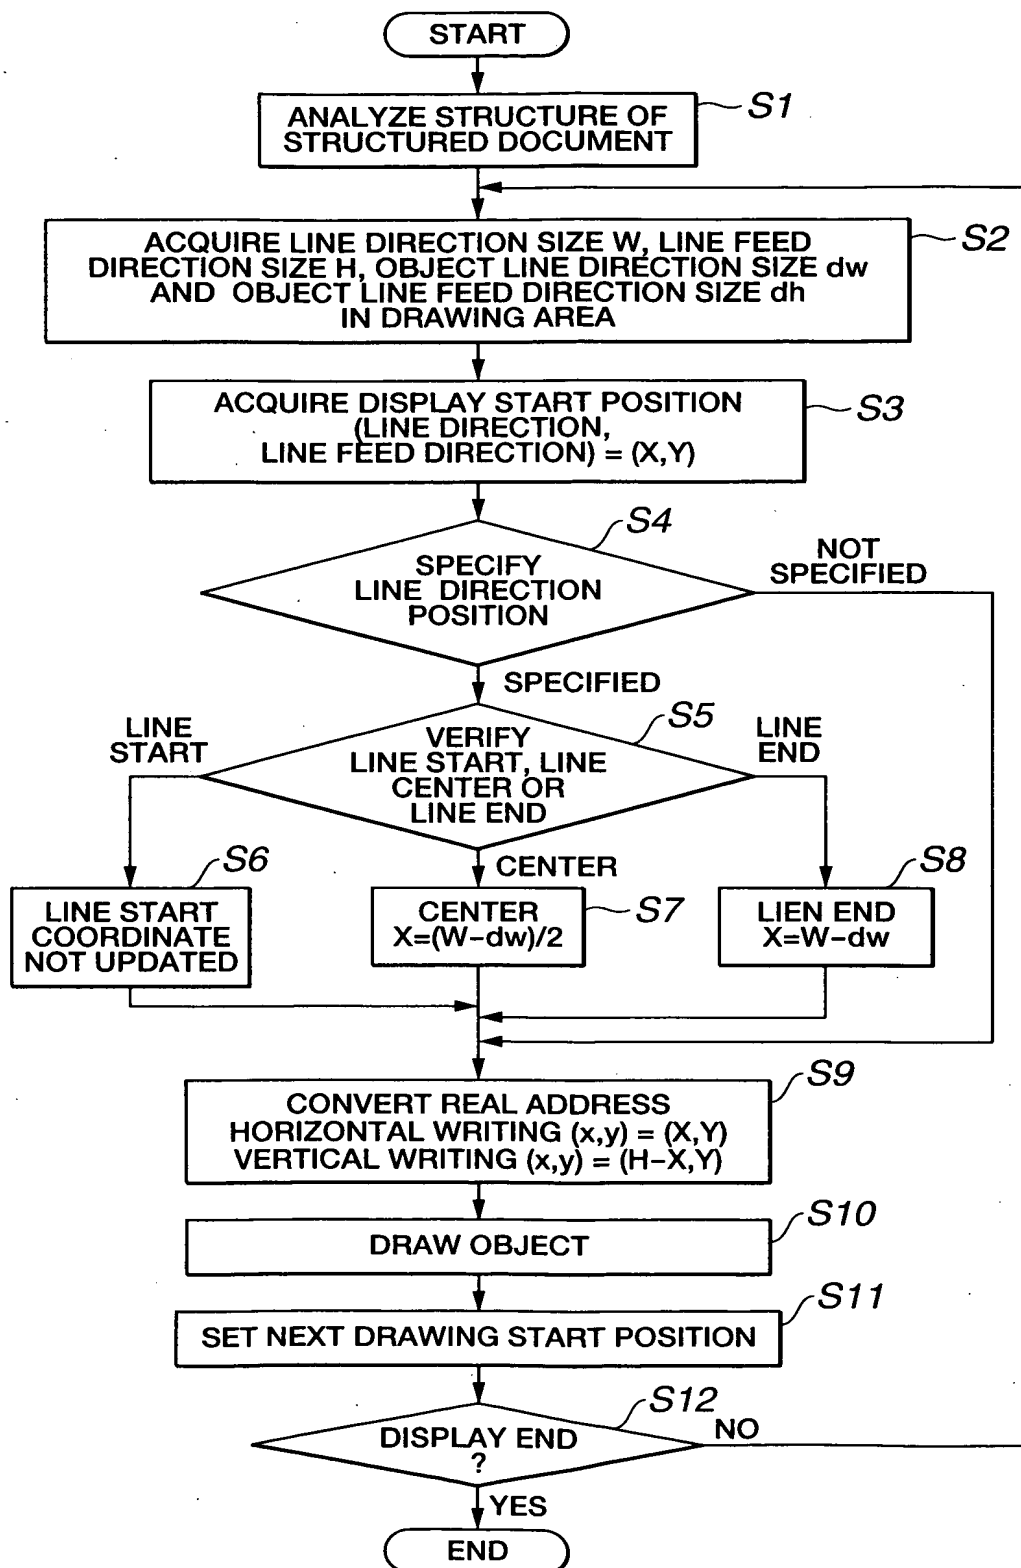 START
ANALYZE STRUCTURE OF
STRUCTURED DOCUMENT
S1
ACQUIRE LINE DIRECTION SIZE W, LINE FEED
DIRECTION SIZE H, OBJECT LINE DIRECTION SIZE dw
AND OBJECT LINE FEED DIRECTION SIZE dh
IN DRAWING AREA
S2
ACQUIRE DISPLAY START POSITION
(LINE DIRECTION,
LINE FEED DIRECTION) = (X,Y)
S3
SPECIFY
LINE DIRECTION
POSITION
S4
NOT
SPECIFIED
SPECIFIED
LINE
START
VERIFY
LINE START, LINE
CENTER OR
LINE END
S5
LINE
END
CENTER
LINE START
COORDINATE
NOT UPDATED
S6
CENTER
X=(W-dw)/2
S7
LIEN END
X=W-dw
S8
CONVERT REAL ADDRESS
HORIZONTAL WRITING (x,y) = (X,Y)
VERTICAL WRITING (x,y) = (H-X,Y)
S9
DRAW OBJECT
S10
SET NEXT DRAWING START POSITION
S11
DISPLAY END
?
S12
NO
YES
END